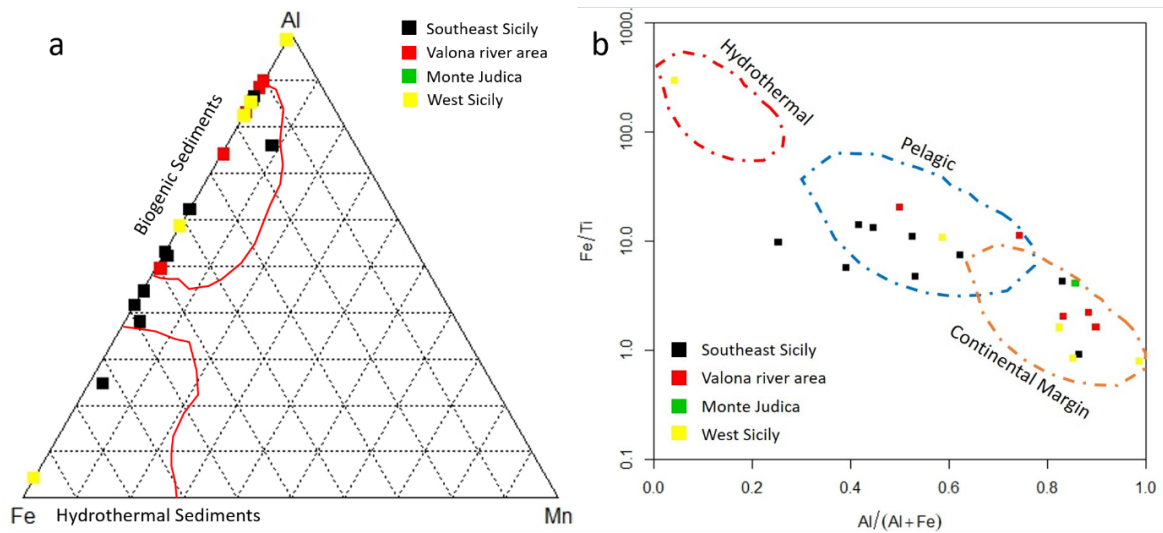 a
Al
Southeast Sicily
Valona river area
Monte Judica
West Sicily
Biogenic Sediments
Fe
Hydrothermal Sediments
Mn
b
1000
100.0
10.0
1.0
0.1
Fe/Ti
Hydrothermal
Pelagic
Continental Margin
Southeast Sicily
Valona river area
Monte Judica
West Sicily
0.0 0.2 0.4 0.6 0.8 1.0
Al/(Al+Fe)